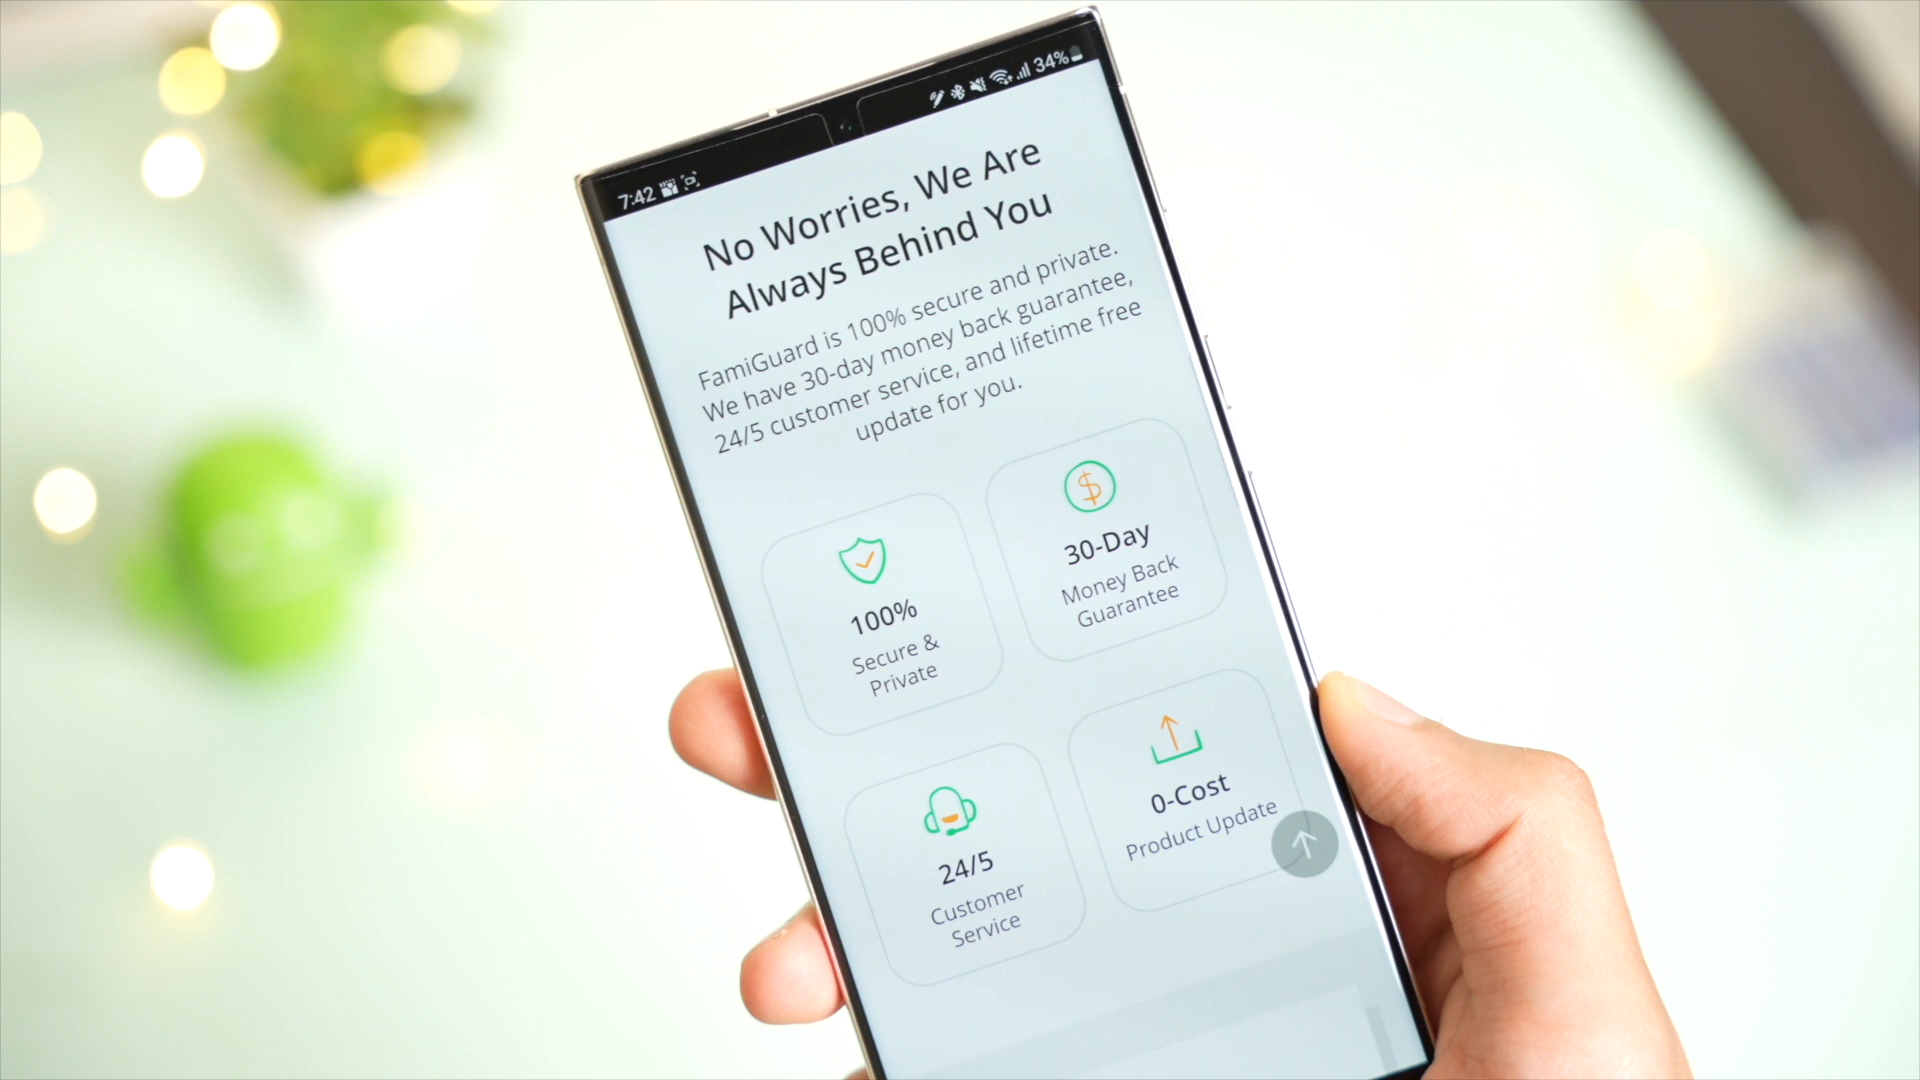 7:42
34%
No Worries, We Are
Always Behind You
FamiGuard is 100% secure and private.
We have 30-day money back guarantee,
24/5 customer service, and lifetime free
update for you.
100%
Secure &
Private
30-Day
Money Back
Guarantee
24/5
Customer
Service
0-Cost
Product Update